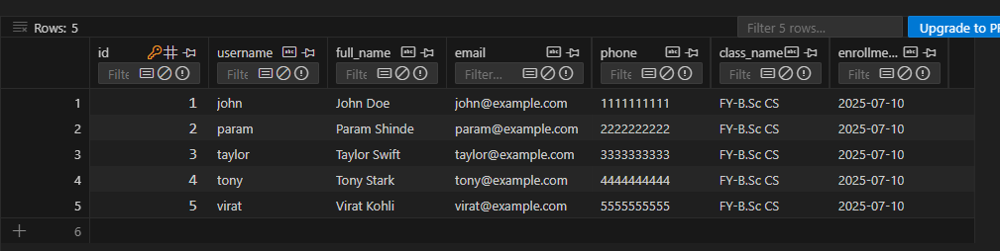 Rows: 5 Filter 5 rows... Upgrade to PR
id username full_name email phone class_name enrollme...
Filte Filte Filte Filter... Filte Filte Filte
1 1 john John Doe john@example.com 1111111111 FY-B.Sc CS 2025-07-10
2 2 param Param Shinde param@example.com 2222222222 FY-B.Sc CS 2025-07-10
3 3 taylor Taylor Swift taylor@example.com 3333333333 FY-B.Sc CS 2025-07-10
4 4 tony Tony Stark tony@example.com 4444444444 FY-B.Sc CS 2025-07-10
5 5 virat Virat Kohli virat@example.com 5555555555 FY-B.Sc CS 2025-07-10
6